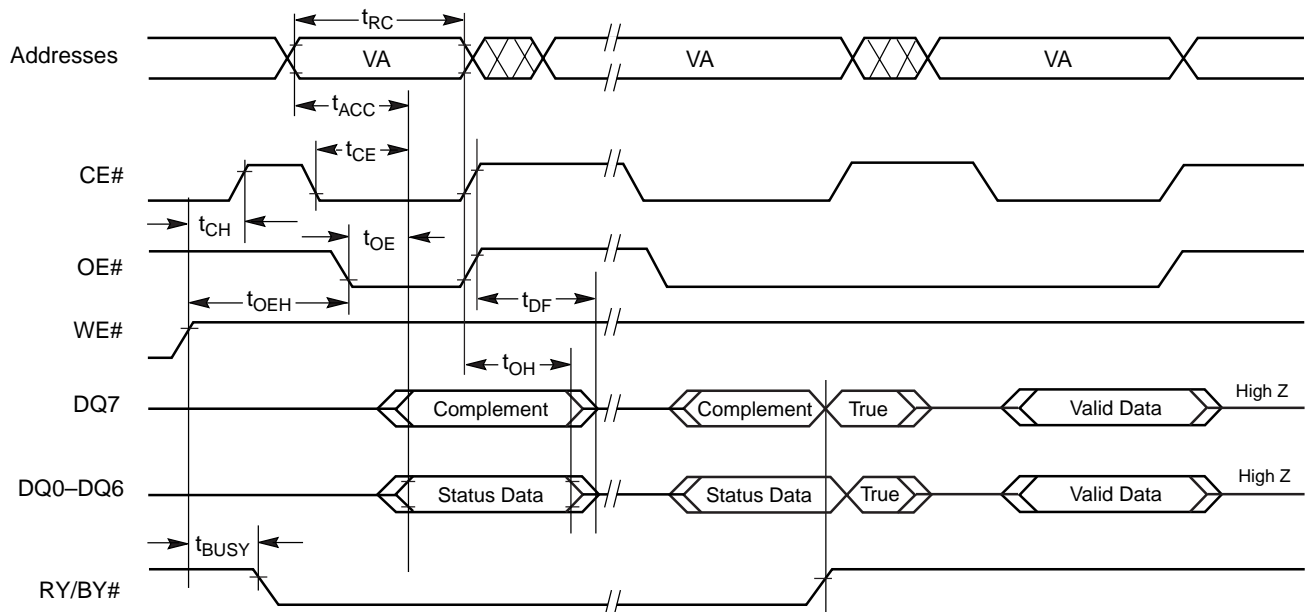 tRC
Addresses VA VA VA
tACC
tCE
CE#
tCH
tOE
OE#
tOEH
tDF
WE#
tOH
DQ7 Complement Complement True Valid Data High Z
DQ0–DQ6 Status Data Status Data True Valid Data High Z
tBUSY
RY/BY#